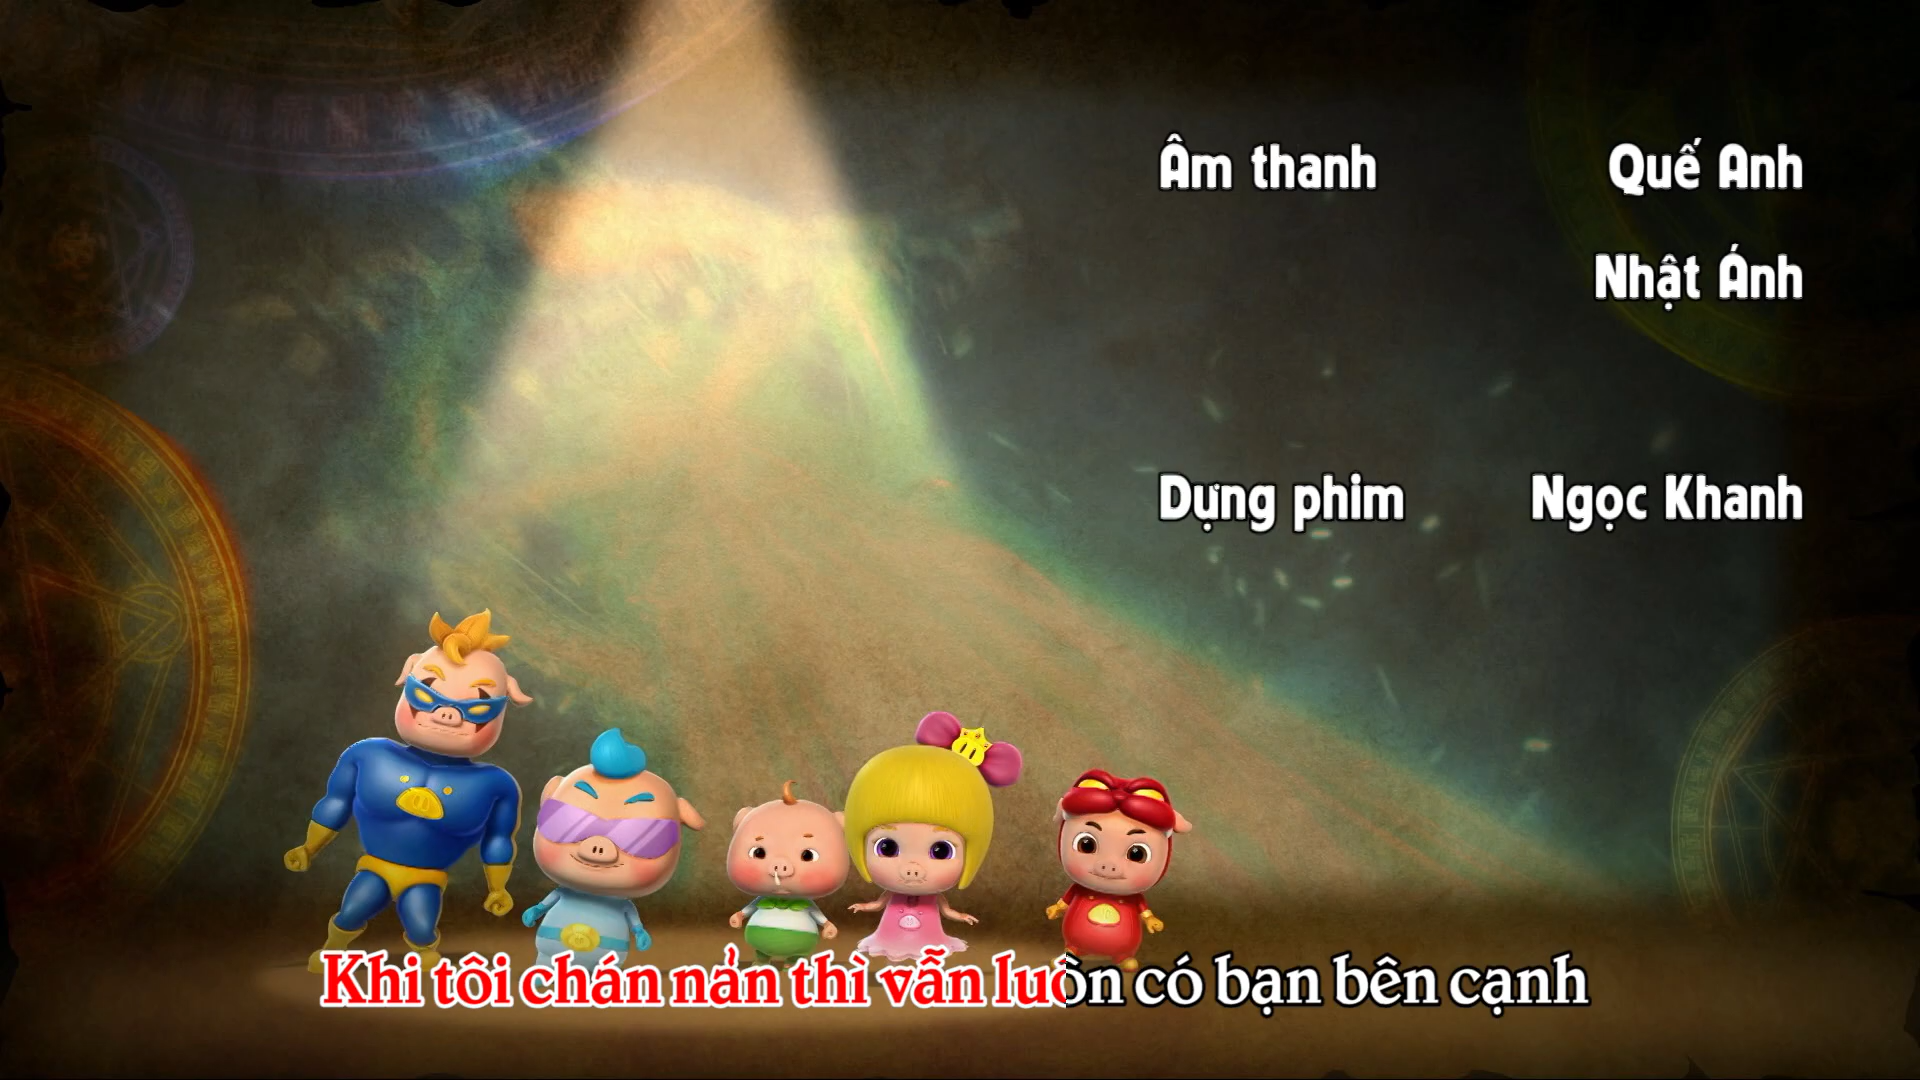 Âm thanh Quế Anh
Nhật Ánh
Dựng phim Ngọc Khanh
Khi tôi chán nản thì vẫn luôn có bạn bên cạnh